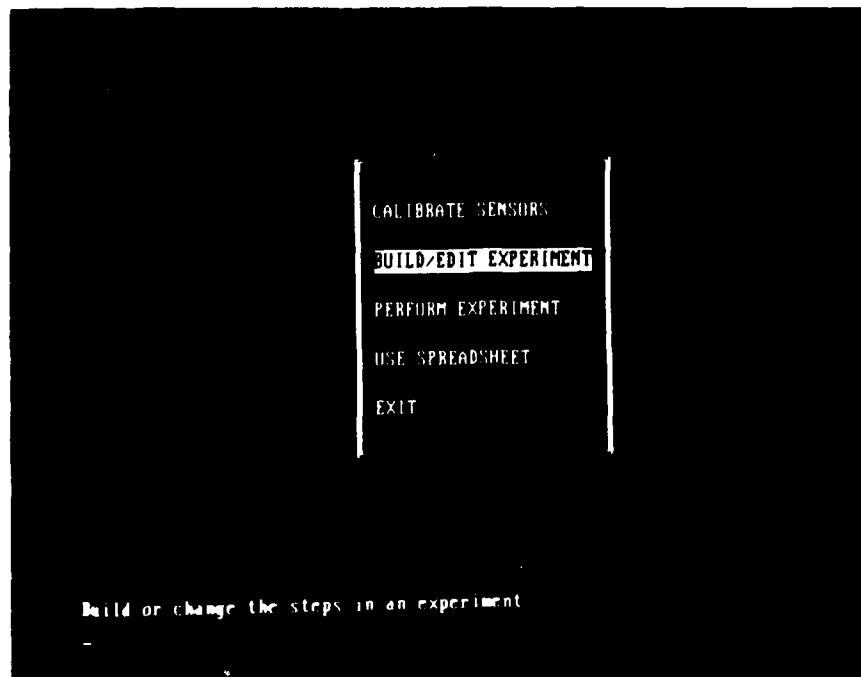 CALIBRATE SENSORS
BUILD/EDIT EXPERIMENT
PERFORM EXPERIMENT
USE SPREADSHEET
EXIT
Build or change the steps in an experiment